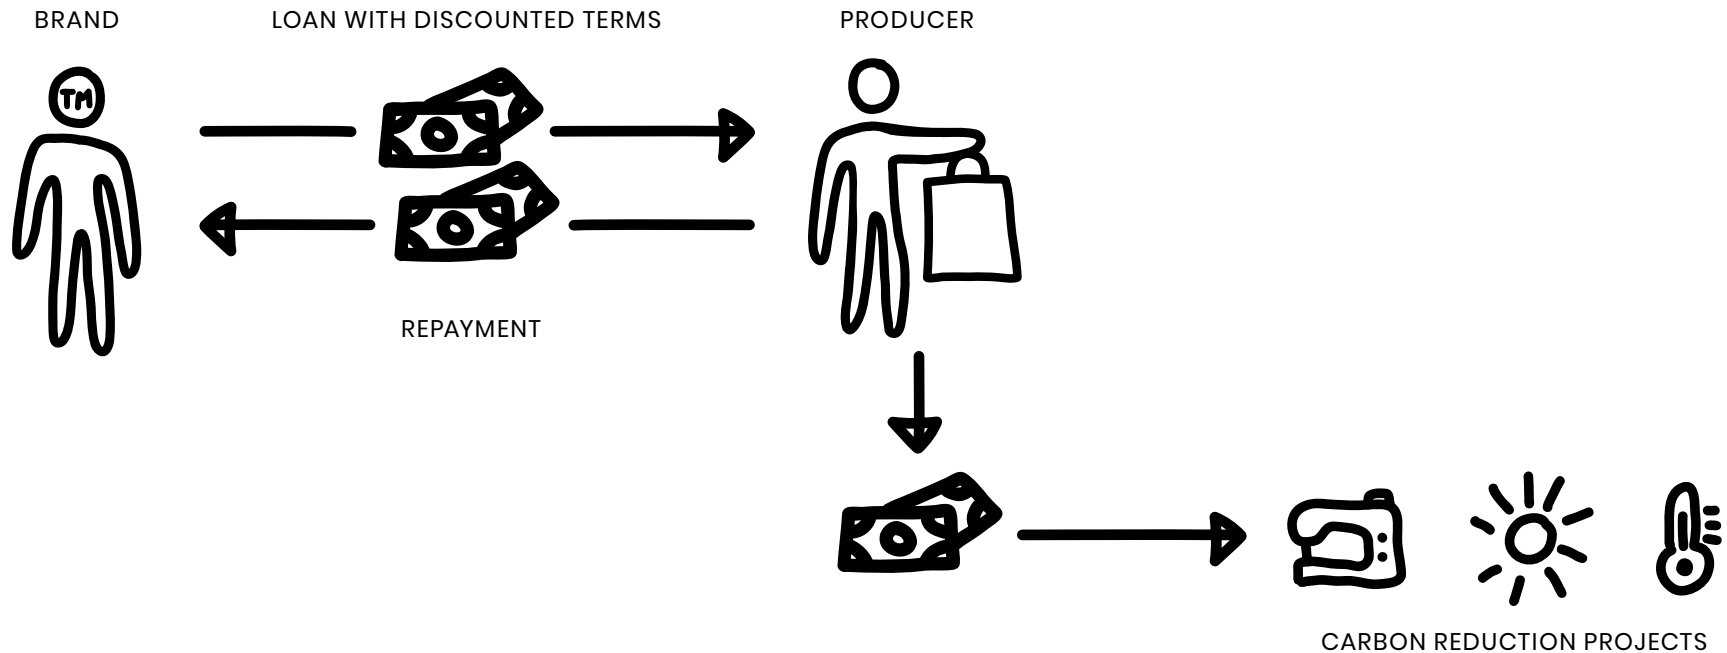 BRAND
LOAN WITH DISCOUNTED TERMS
PRODUCER
TM
REPAYMENT
CARBON REDUCTION PROJECTS